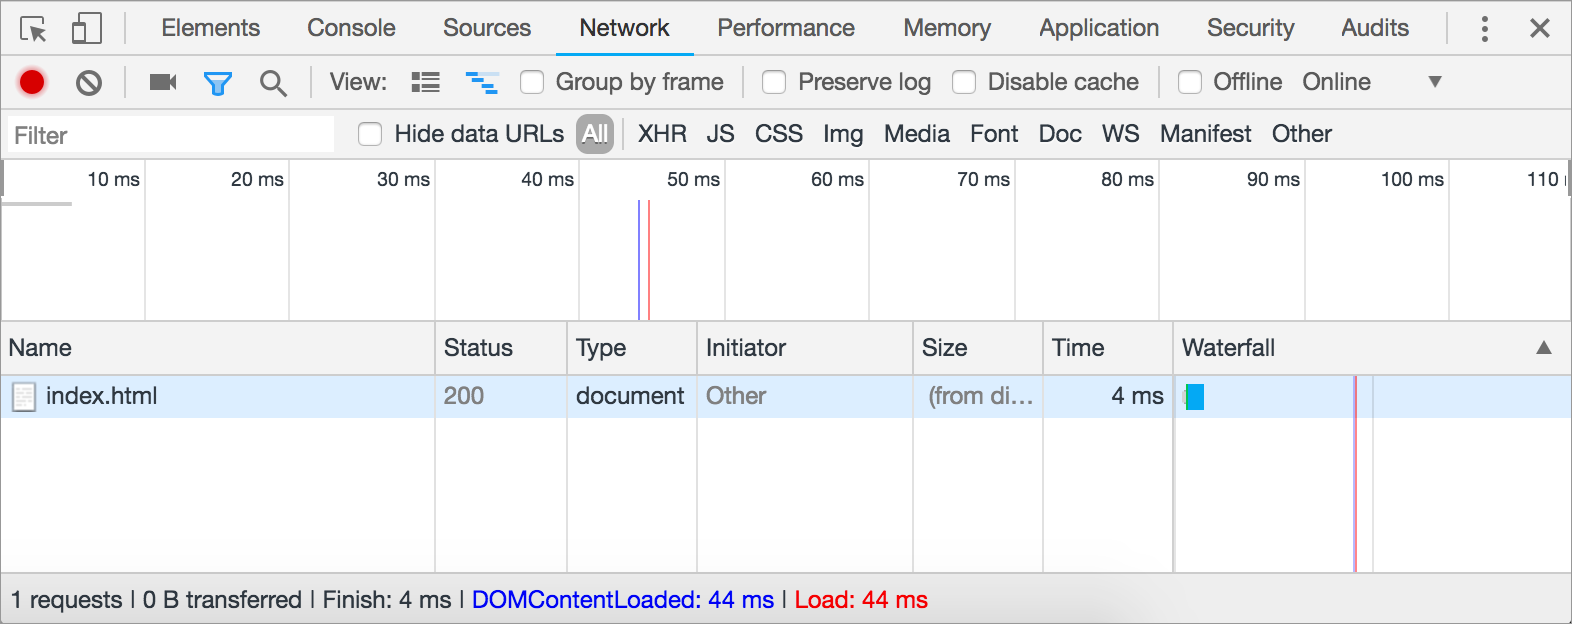 Elements Console Sources Network Performance Memory Application Security Audits
View: Group by frame Preserve log Disable cache Offline Online
Filter Hide data URLs All XHR JS CSS Img Media Font Doc WS Manifest Other
10 ms 20 ms 30 ms 40 ms 50 ms 60 ms 70 ms 80 ms 90 ms 100 ms 110
Name Status Type Initiator Size Time Waterfall
index.html 200 document Other (from di... 4 ms
1 requests | 0 B transferred | Finish: 4 ms | DOMContentLoaded: 44 ms | Load: 44 ms